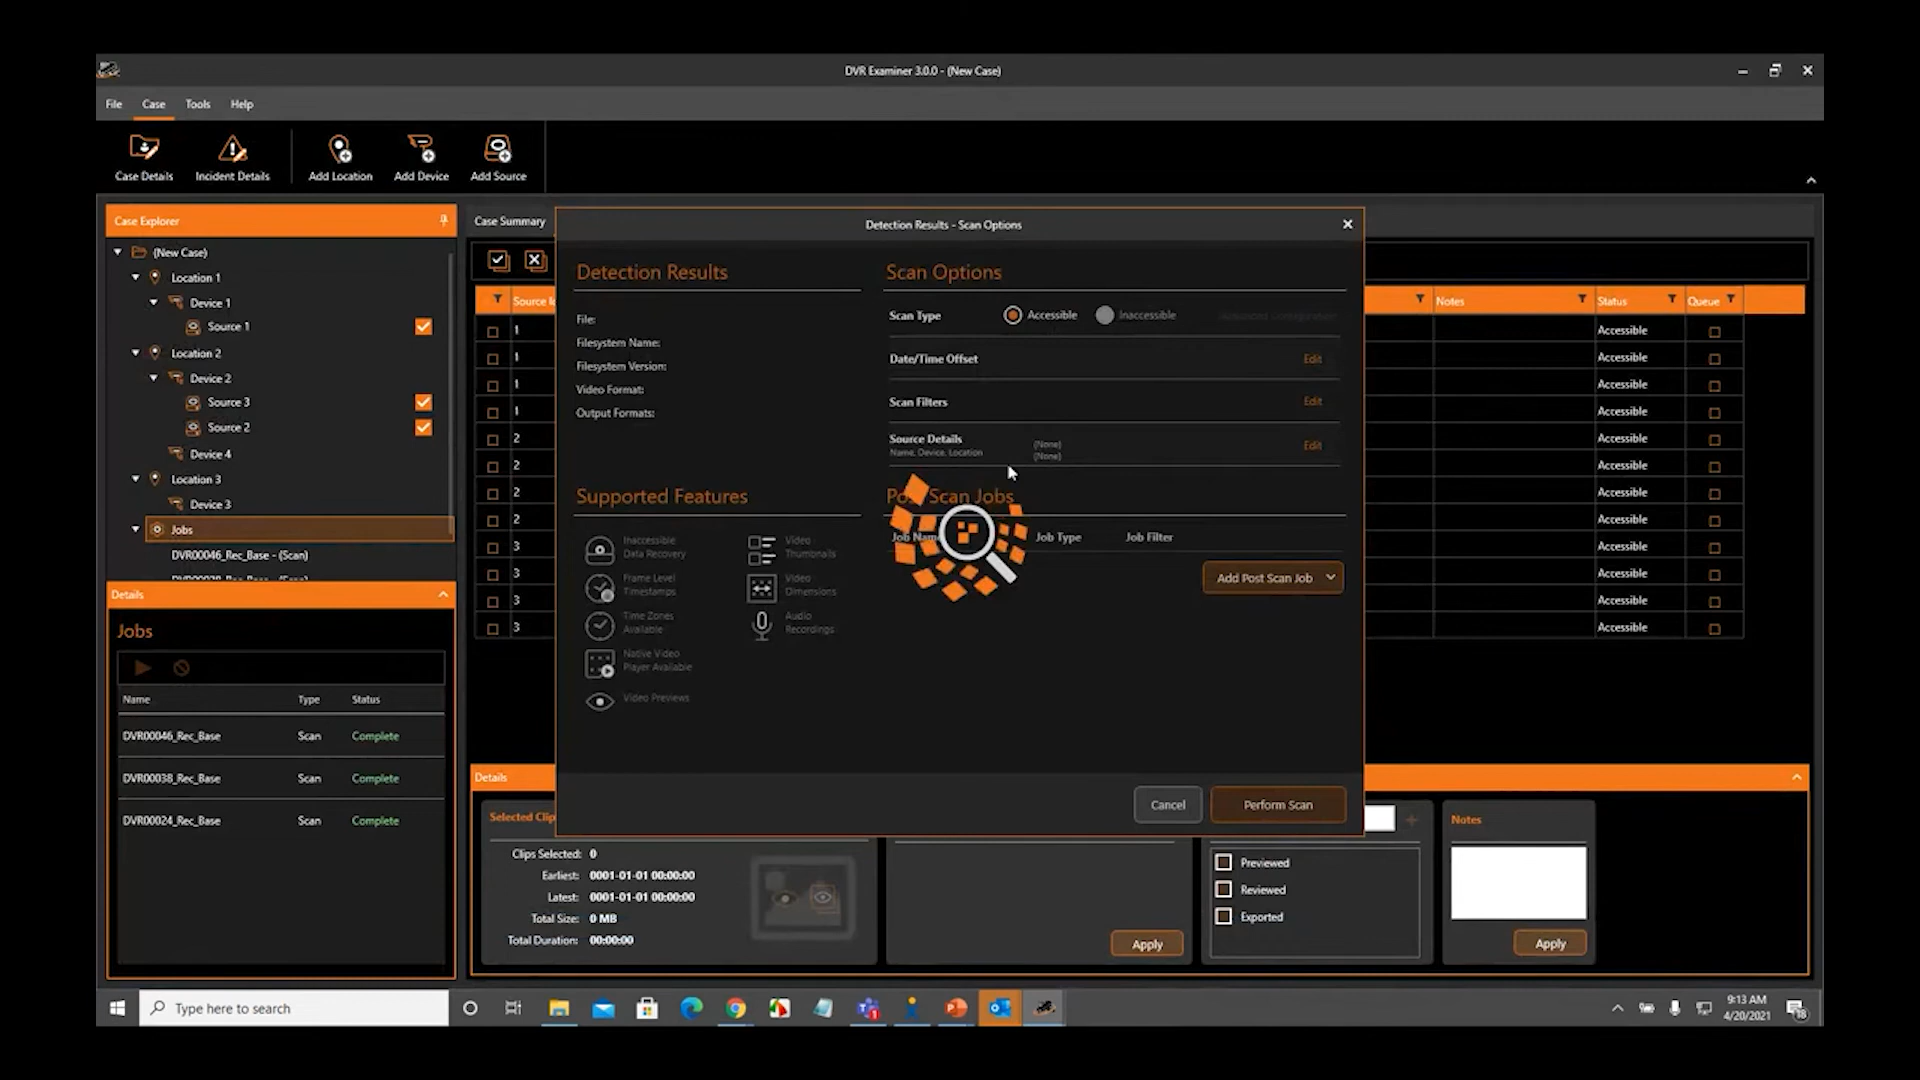 DVR Examiner 3.0.0 - (New Case)
File Case Tools Help
Case Details Incident Details Add Location Add Device Add Source
Case Explorer
(New Case)
Location 1
Device 1
Source 1
Location 2
Device 2
Source 3
Source 2
Device 4
Location 3
Device 3
Jobs
DVR00046_Rec_Base - (Scan)
Details
Jobs
Name Type Status
DVR00046_Rec_Base Scan Complete
DVR00038_Rec_Base Scan Complete
DVR00024_Rec_Base Scan Complete
Case Summary
Source
Notes Status Queue
1 Accessible
1 Accessible
1 Accessible
1 Accessible
2 Accessible
2 Accessible
2 Accessible
2 Accessible
3 Accessible
3 Accessible
3 Accessible
3 Accessible
Detection Results - Scan Options
Detection Results
File:
Filesystem Name:
Filesystem Version:
Video Format:
Output Formats:
Supported Features
Inaccessible
Data Recovery
Video
Thumbnails
Frame Level
Timestamps
Video
Dimensions
Time Zones
Available
Audio
Recordings
Native Video
Player Available
Video Previews
Scan Options
Scan Type Accessible Inaccessible
Date/Time Offset Edit
Scan Filters Edit
Source Details (None) Edit
Name, Device, Location (None)
Scan Jobs
Job Type Job Filter
Add Post Scan Job
Cancel Perform Scan
Details
Selected
Clips Selected: 0
Earliest: 0001-01-01 00:00:00
Latest: 0001-01-01 00:00:00
Total Size: 0 MB
Total Duration: 00:00:00
Apply
Previewed
Reviewed
Exported
Notes
Apply
Type here to search
9:13 AM
4/20/2021